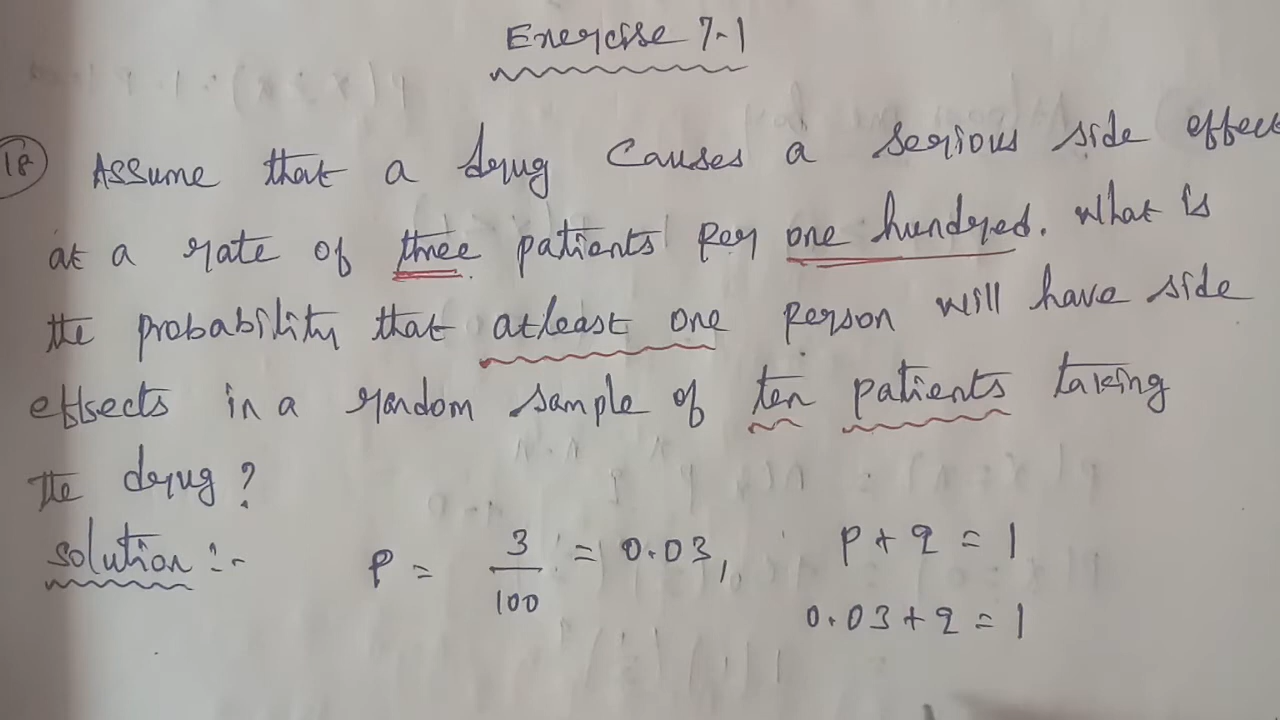 Exercise 7.1
18 Assume that a drug causes a serious side effect
at a rate of three patients per one hundred. What is
the probability that atleast one person will have side
effsects in a random sample of ten patients taking
the drug?
Solution :- P = 3/100 = 0.03, P + q = 1
0.03 + q = 1